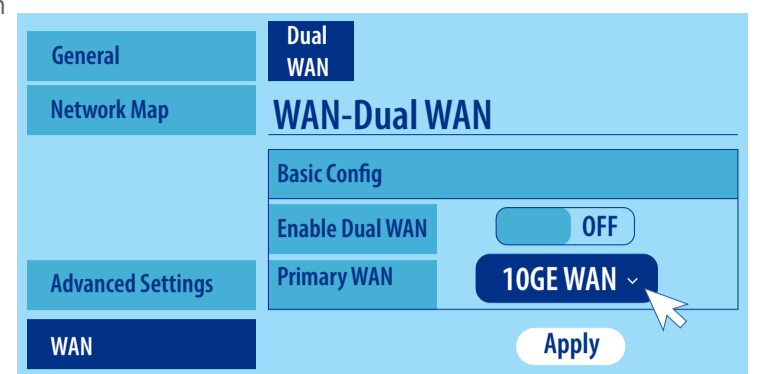 General
Network Map
Advanced Settings
WAN
Dual
WAN
WAN-Dual WAN
Basic Config
Enable Dual WAN OFF
Primary WAN 10GE WAN
Apply